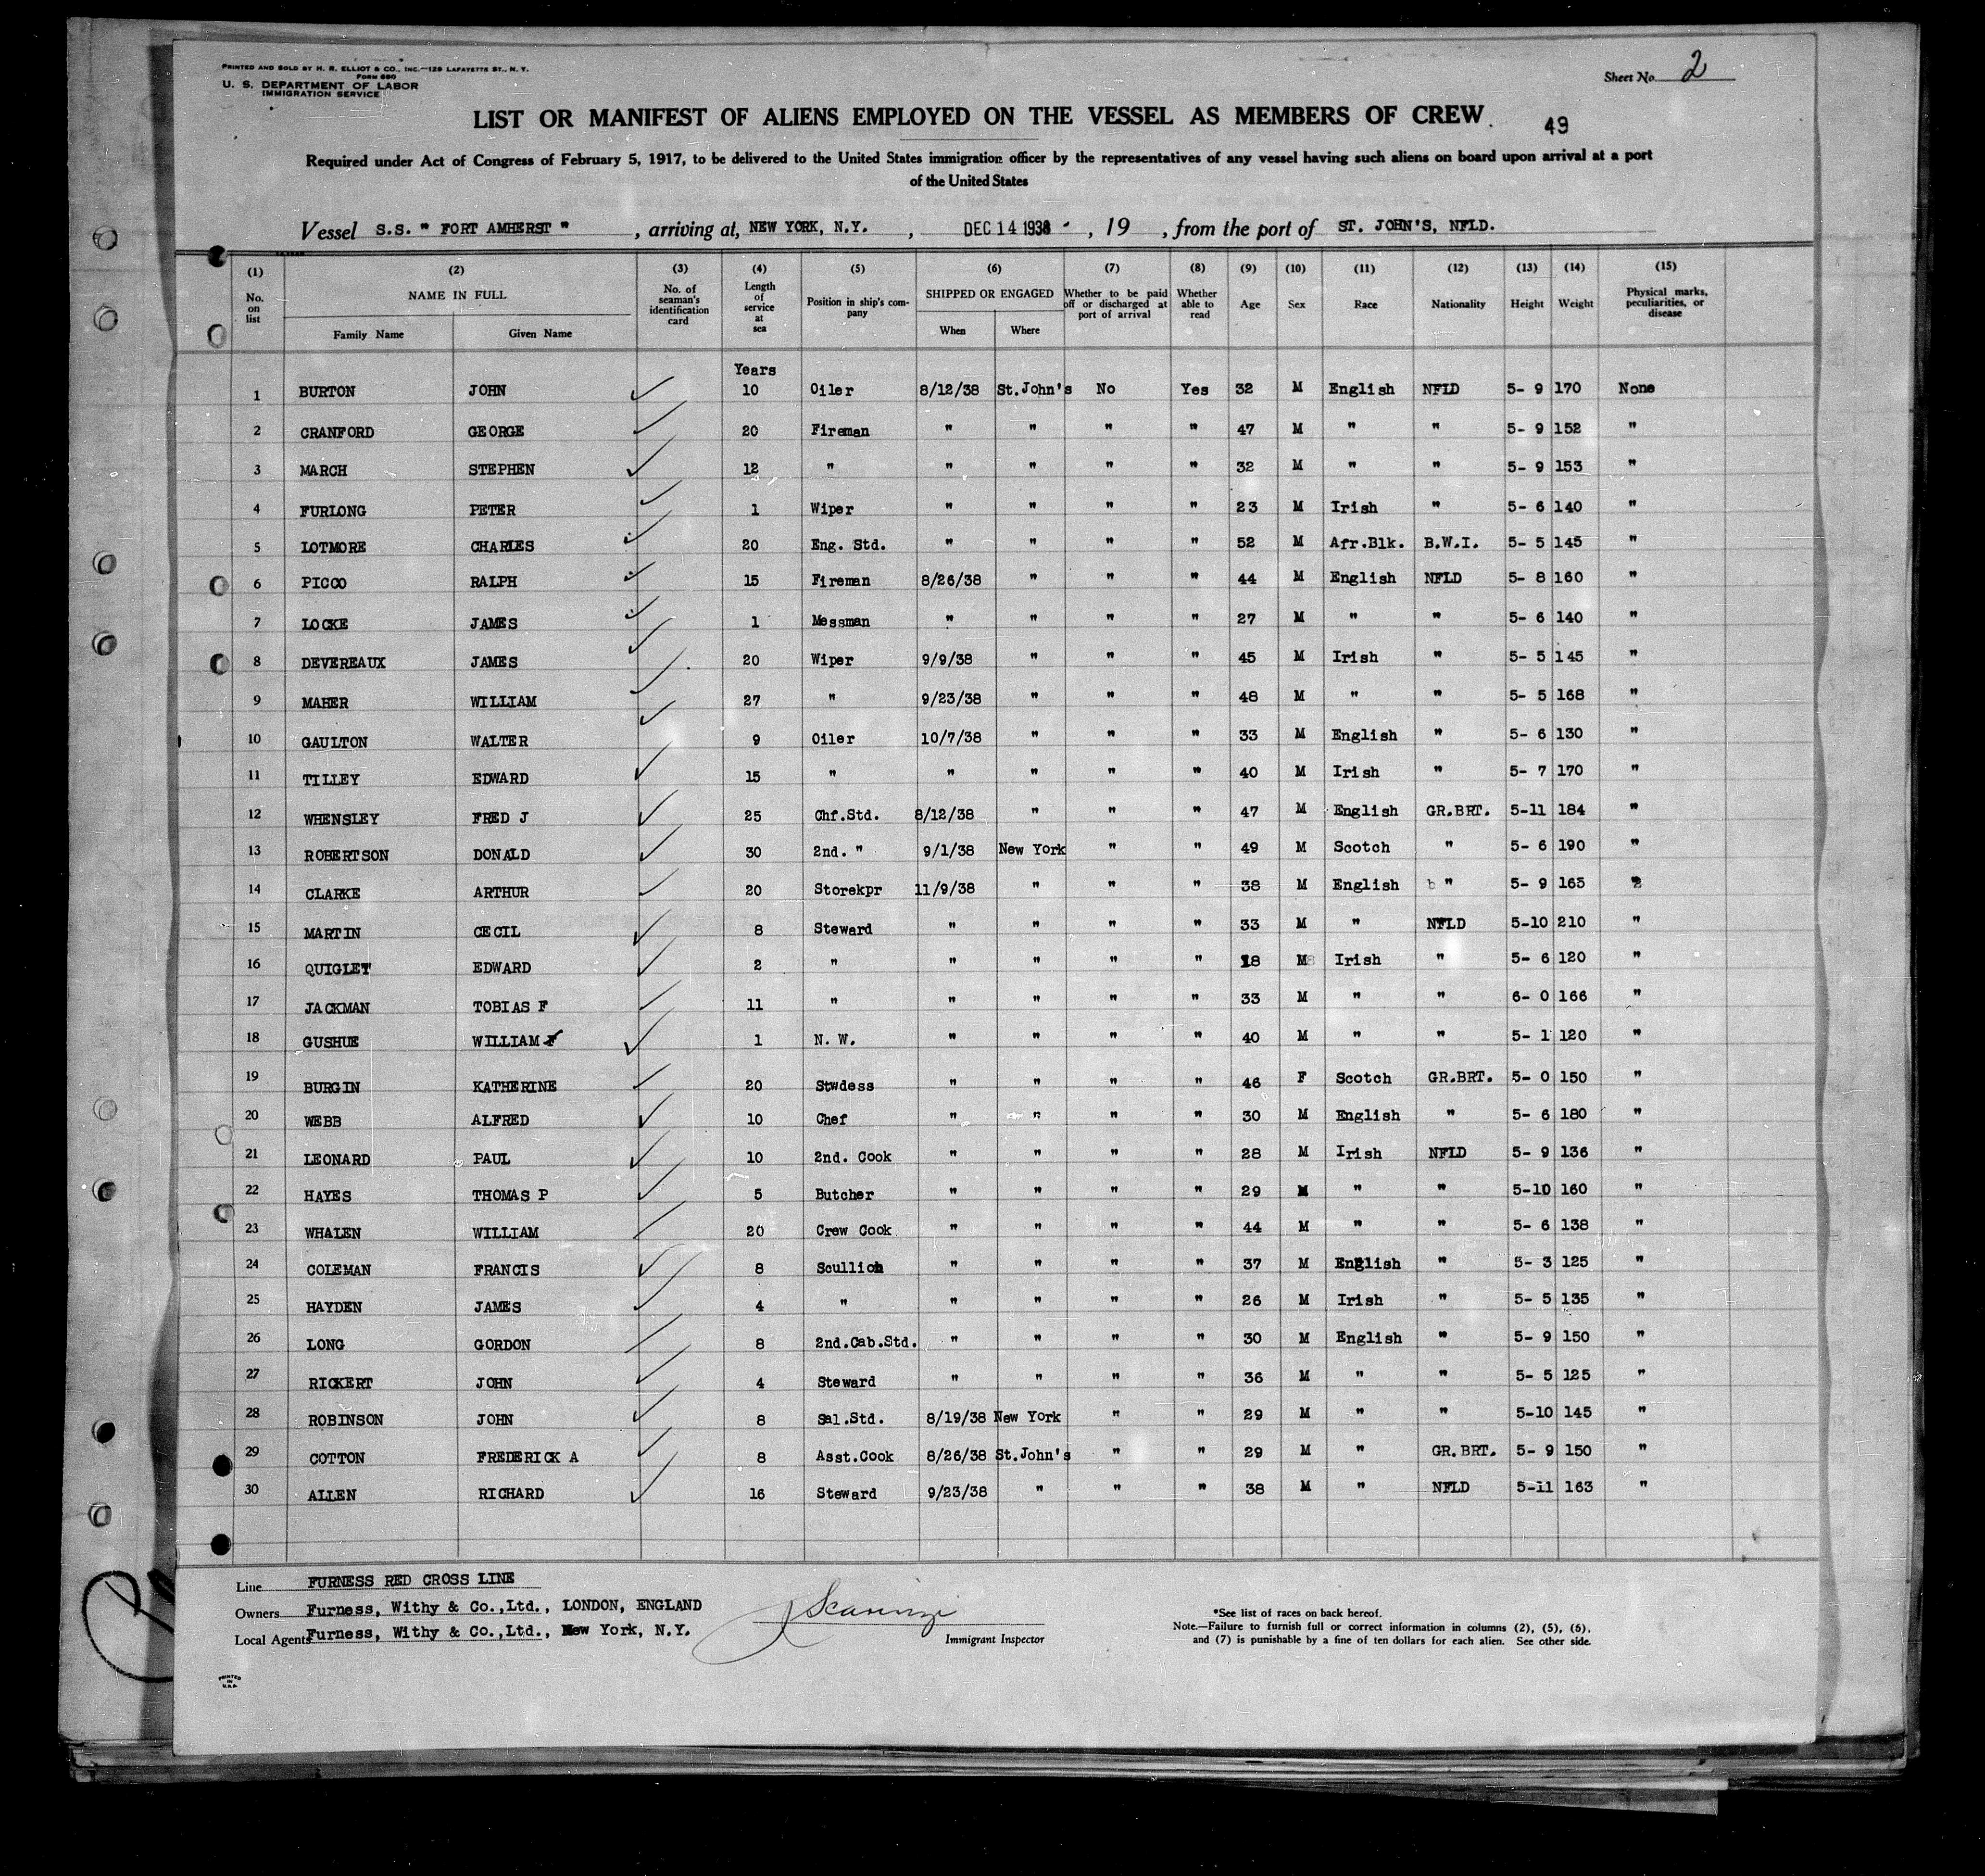 PRINTED AND SOLD BY H. R. ELLIOT & CO., INC.—129 LAFAYETTE ST., N. Y.
FORM 690
U. S. DEPARTMENT OF LABOR
IMMIGRATION SERVICE
Sheet No. 2
LIST OR MANIFEST OF ALIENS EMPLOYED ON THE VESSEL AS MEMBERS OF CREW
49
Required under Act of Congress of February 5, 1917, to be delivered to the United States immigration officer by the representatives of any vessel having such aliens on board upon arrival at a port
of the United States
Vessel S.S. " FORT AMHERST " , arriving at, NEW YORK, N.Y. , DEC 14 1938 , 19 , from the port of ST. JOHN'S, NFLD.
(1) (2) (3) (4) (5) (6) (7) (8) (9) (10) (11) (12) (13) (14) (15)
No. on list NAME IN FULL Family Name Given Name No. of seaman's identification card Length of service at sea Position in ship's company SHIPPED OR ENGAGED When Where Whether to be paid off or discharged at port of arrival Whether able to read Age Sex Race Nationality Height Weight Physical marks, peculiarities, or disease
Years
1 BURTON JOHN 10 Oiler 8/12/38 St.John's No Yes 32 M English NFLD 5- 9 170 None
2 CRANFORD GEORGE 20 Fireman " " " " 47 M " " 5- 9 152 "
3 MARCH STEPHEN 12 " " " " " 32 M " " 5- 9 153 "
4 FURLONG PETER 1 Wiper " " " " 23 M Irish " 5- 6 140 "
5 LOTMORE CHARLES 20 Eng. Std. " " " " 52 M Afr.Blk. B.W.I. 5- 5 145 "
6 PICCO RALPH 15 Fireman 8/26/38 " " " 44 M English NFLD 5- 8 160 "
7 LOCKE JAMES 1 Messman " " " " 27 M " " 5- 6 140 "
8 DEVEREAUX JAMES 20 Wiper 9/9/38 " " " 45 M Irish " 5- 5 145 "
9 MAHER WILLIAM 27 " 9/23/38 " " " 48 M " " 5- 5 168 "
10 GAULTON WALTER 9 Oiler 10/7/38 " " " 33 M English " 5- 6 130 "
11 TILLEY EDWARD 15 " " " " " 40 M Irish " 5- 7 170 "
12 WHENSLEY FRED J 25 Chf.Std. 8/12/38 " " " 47 M English GR.BRT. 5-11 184 "
13 ROBERTSON DONALD 30 2nd. " 9/1/38 New York " " 49 M Scotch " 5- 6 190 "
14 CLARKE ARTHUR 20 Storekpr 11/9/38 " " " 38 M English " 5- 9 165 "
15 MARTIN CECIL 8 Steward " " " " 33 M " NFLD 5-10 210 "
16 QUIGLEY EDWARD 2 " " " " " 18 M Irish " 5- 6 120 "
17 JACKMAN TOBIAS F 11 " " " " " 33 M " " 6- 0 166 "
18 GUSHUE WILLIAM F 1 N. W. " " " " 40 M " " 5- 1 120 "
19 BURGIN KATHERINE 20 Stwdess " " " " 46 F Scotch GR.BRT. 5- 0 150 "
20 WEBB ALFRED 10 Chef " " " " 30 M English " 5- 6 180 "
21 LEONARD PAUL 10 2nd. Cook " " " " 28 M Irish NFLD 5- 9 136 "
22 HAYES THOMAS P 5 Butcher " " " " 29 M " " 5-10 160 "
23 WHALEN WILLIAM 20 Crew Cook " " " " 44 M " " 5- 6 138 "
24 COLEMAN FRANCIS 8 Scullion " " " " 37 M English " 5- 3 125 "
25 HAYDEN JAMES 4 " " " " " 26 M Irish " 5- 5 135 "
26 LONG GORDON 8 2nd.Cab.Std. " " " " 30 M English " 5- 9 150 "
27 RICKERT JOHN 4 Steward " " " " 36 M " " 5- 5 125 "
28 ROBINSON JOHN 8 Sal.Std. 8/19/38 New York " " 29 M " " 5-10 145 "
29 COTTON FREDERICK A 8 Asst.Cook 8/26/38 St.John's " " 29 M " GR.BRT. 5- 9 150 "
30 ALLEN RICHARD 16 Steward 9/23/38 " " " 38 M " NFLD 5-11 163 "
Line FURNESS RED CROSS LINE
Owners Furness, Withy & Co.,Ltd., LONDON, ENGLAND
Local Agents Furness, Withy & Co.,Ltd., New York, N.Y.
Immigrant Inspector
*See list of races on back hereof.
Note.—Failure to furnish full or correct information in columns (2), (5), (6),
and (7) is punishable by a fine of ten dollars for each alien. See other side.
PRINTED
IN
U.S.A.